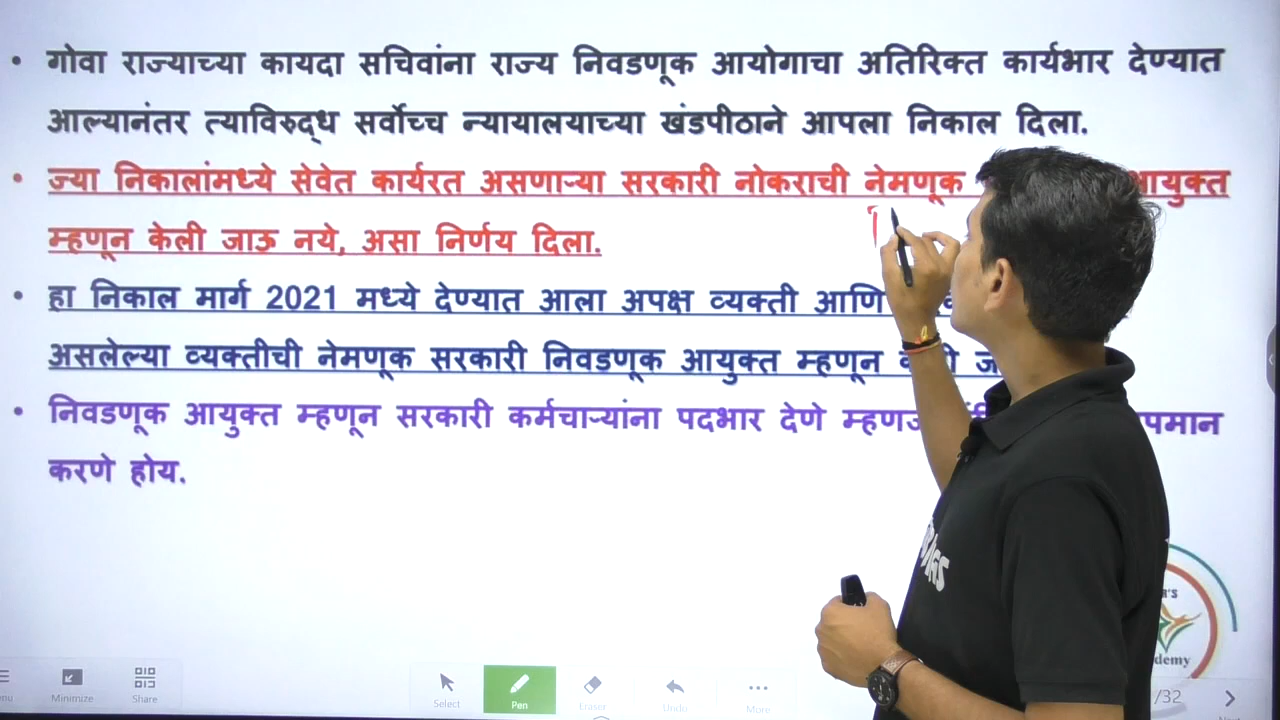 गोवा राज्याच्या कायदा सचिवांना राज्य निवडणूक आयोगाचा अतिरिक्त कार्यभार देण्यात
आल्यानंतर त्याविरुद्ध सर्वोच्च न्यायालयाच्या खंडपीठाने आपला निकाल दिला.
ज्या निकालांमध्ये सेवेत कार्यरत असणाऱ्या सरकारी नोकराची नेमणूक आयुक्त
म्हणून केली जाऊ नये, असा निर्णय दिला.
हा निकाल मार्ग 2021 मध्ये देण्यात आला अपक्ष व्यक्ती आणि
असलेल्या व्यक्तीची नेमणूक सरकारी निवडणूक आयुक्त म्हणून
निवडणूक आयुक्त म्हणून सरकारी कर्मचाऱ्यांना पदभार देणे
करणे होय.
Minimize
Share
Select
Pen
Eraser
Undo
More
/32